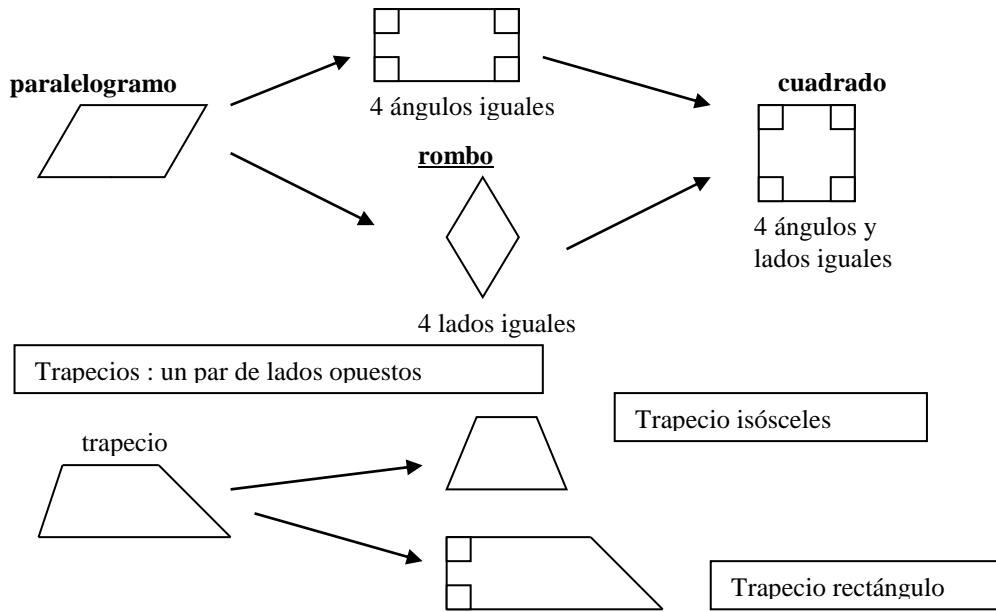 paralelogramo
4 ángulos iguales
cuadrado
rombo
4 ángulos y
lados iguales
4 lados iguales
Trapecios : un par de lados opuestos
Trapecio isósceles
trapecio
Trapecio rectángulo